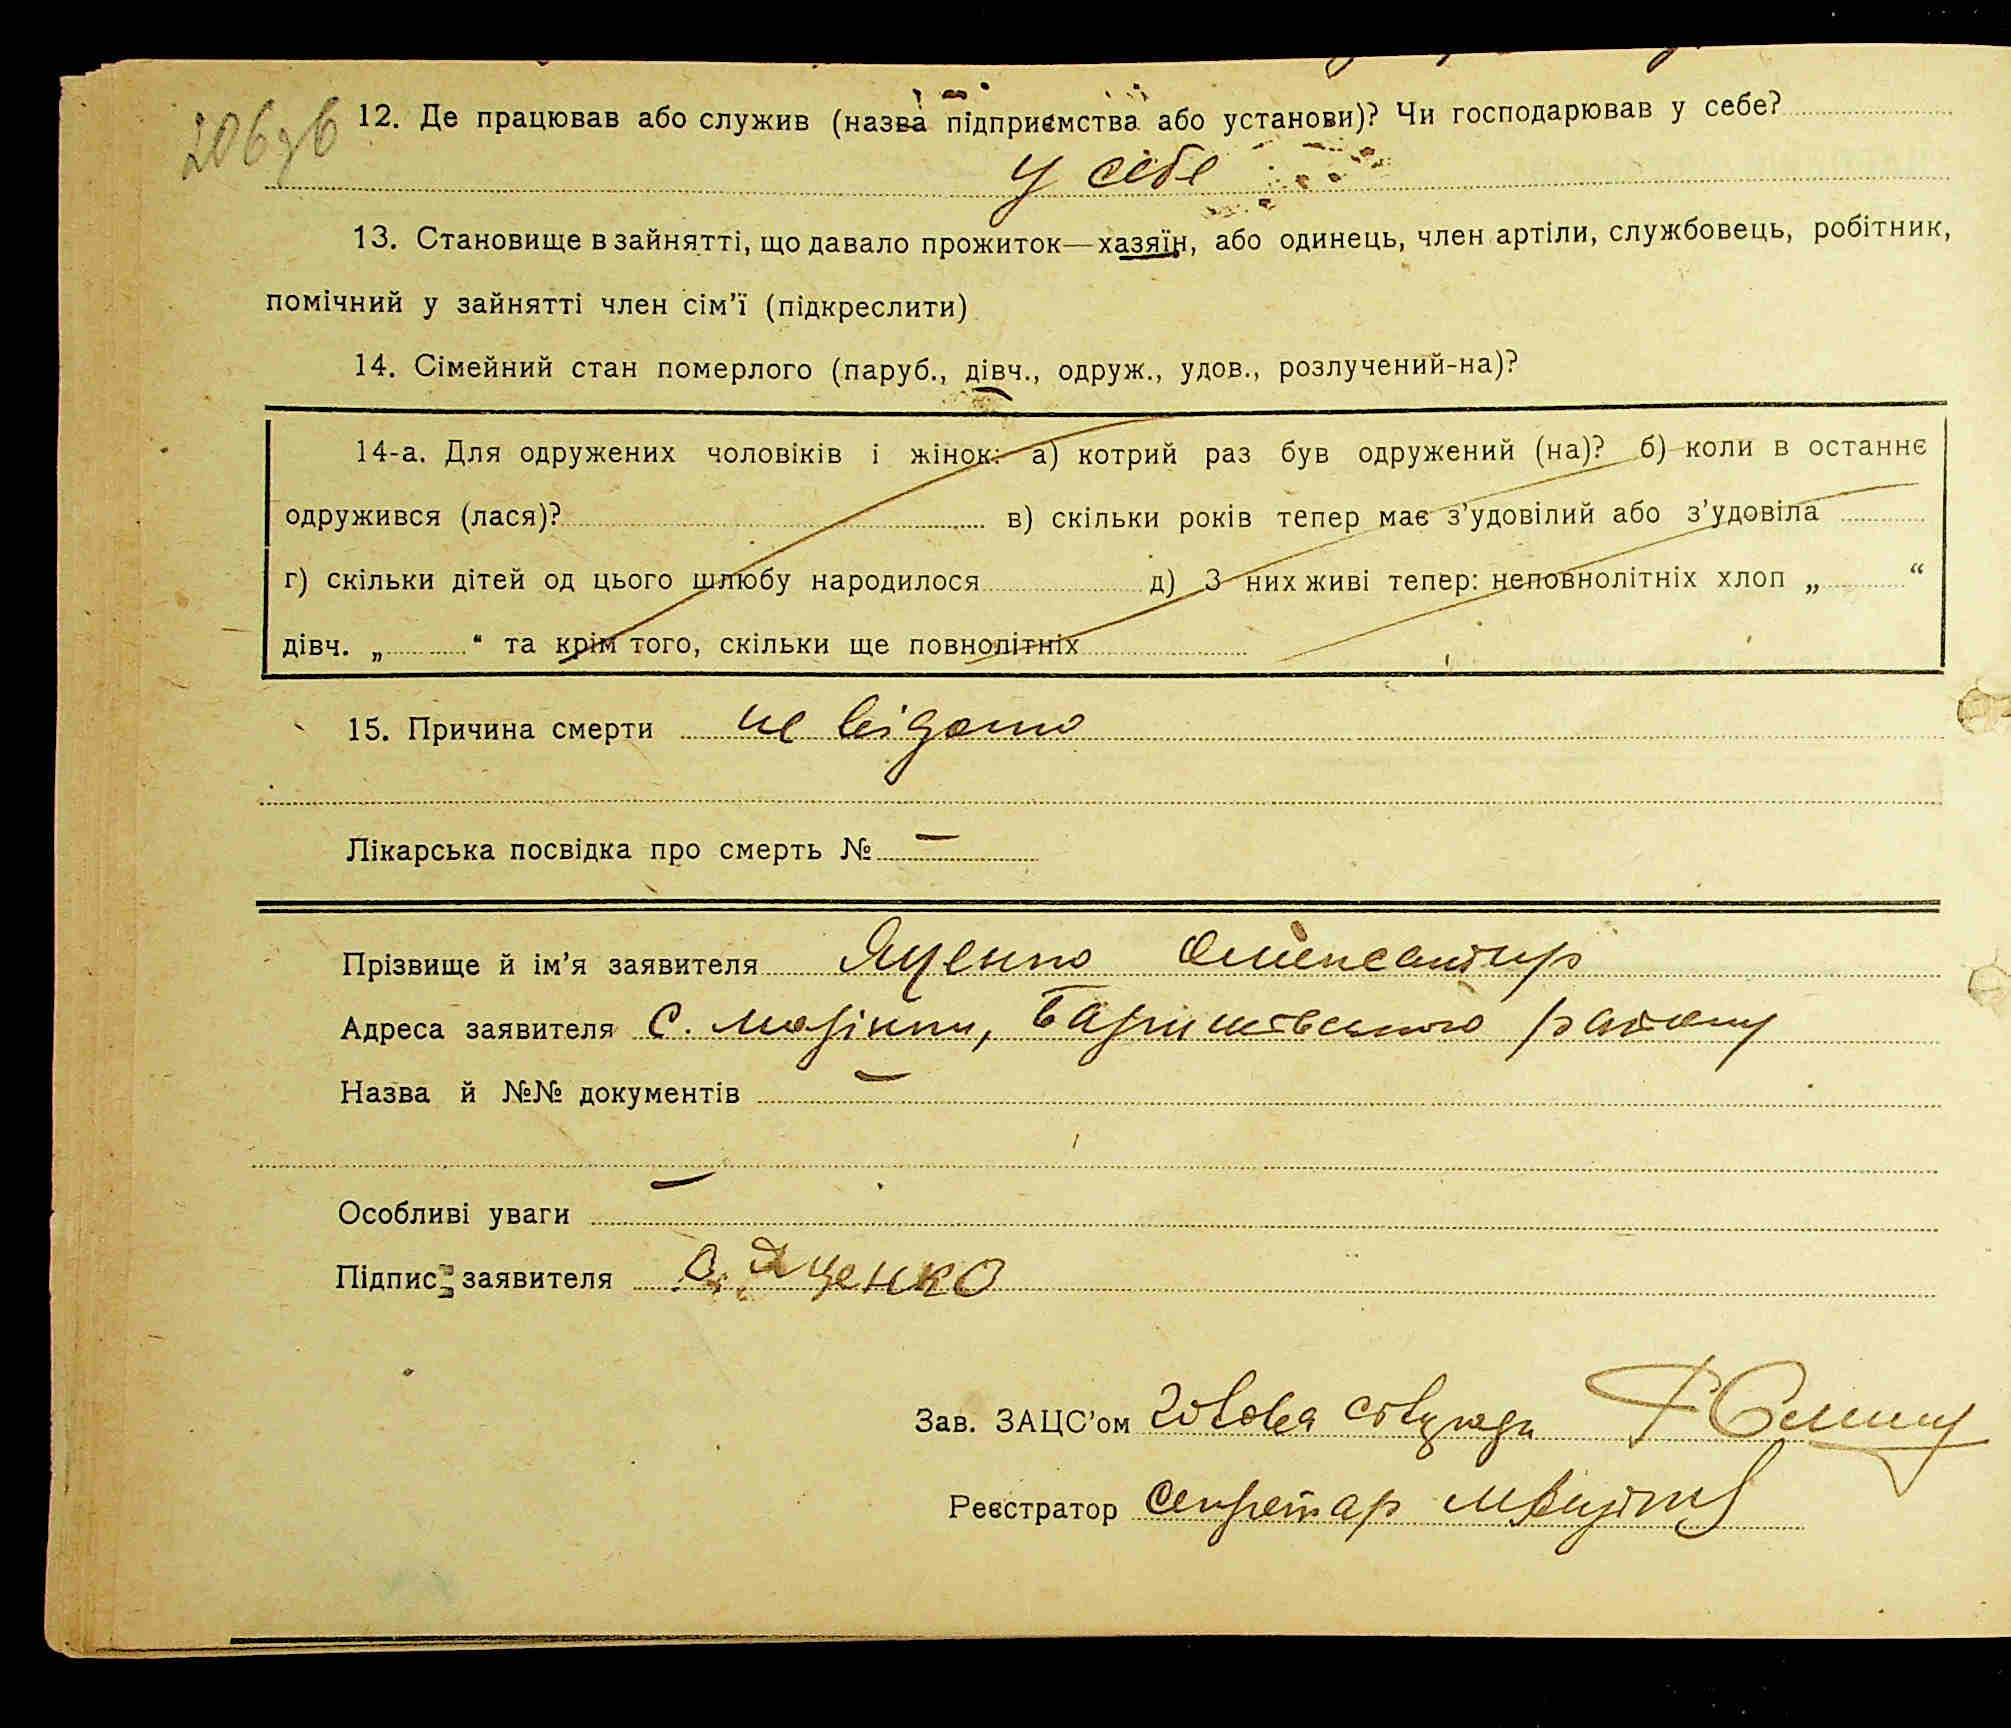 206 зв
12. Де працював або служив (назва підприємства або установи)? Чи господарював у себе?
у себе
13. Становище в зайнятті, що давало прожиток—хазяїн, або одинець, член артіли, службовець, робітник,
помічний у зайнятті член сім’ї (підкреслити)
14. Сімейний стан померлого (паруб., дівч., одруж., удов., розлучений-на)?
14-а. Для одружених чоловіків і жінок: а) котрий раз був одружений (на)? б) коли в останнє
одружився (лася)? в) скільки років тепер має з’удовілий або з’удовіла
г) скільки дітей од цього шлюбу народилося д) З них живі тепер: неповнолітніх хлоп „ “
дівч. „ “ та крім того, скільки ще повнолітніх
15. Причина смерти не відомо
Лікарська посвідка про смерть № —
Прізвище й ім’я заявителя Яценко Олександр
Адреса заявителя С. Морінки, Баришівського району
Назва й №№ документів —
Особливі уваги —
Підпис заявителя О. Яценко
Зав. ЗАЦС’ом Голова сільради
Реєстратор секретар